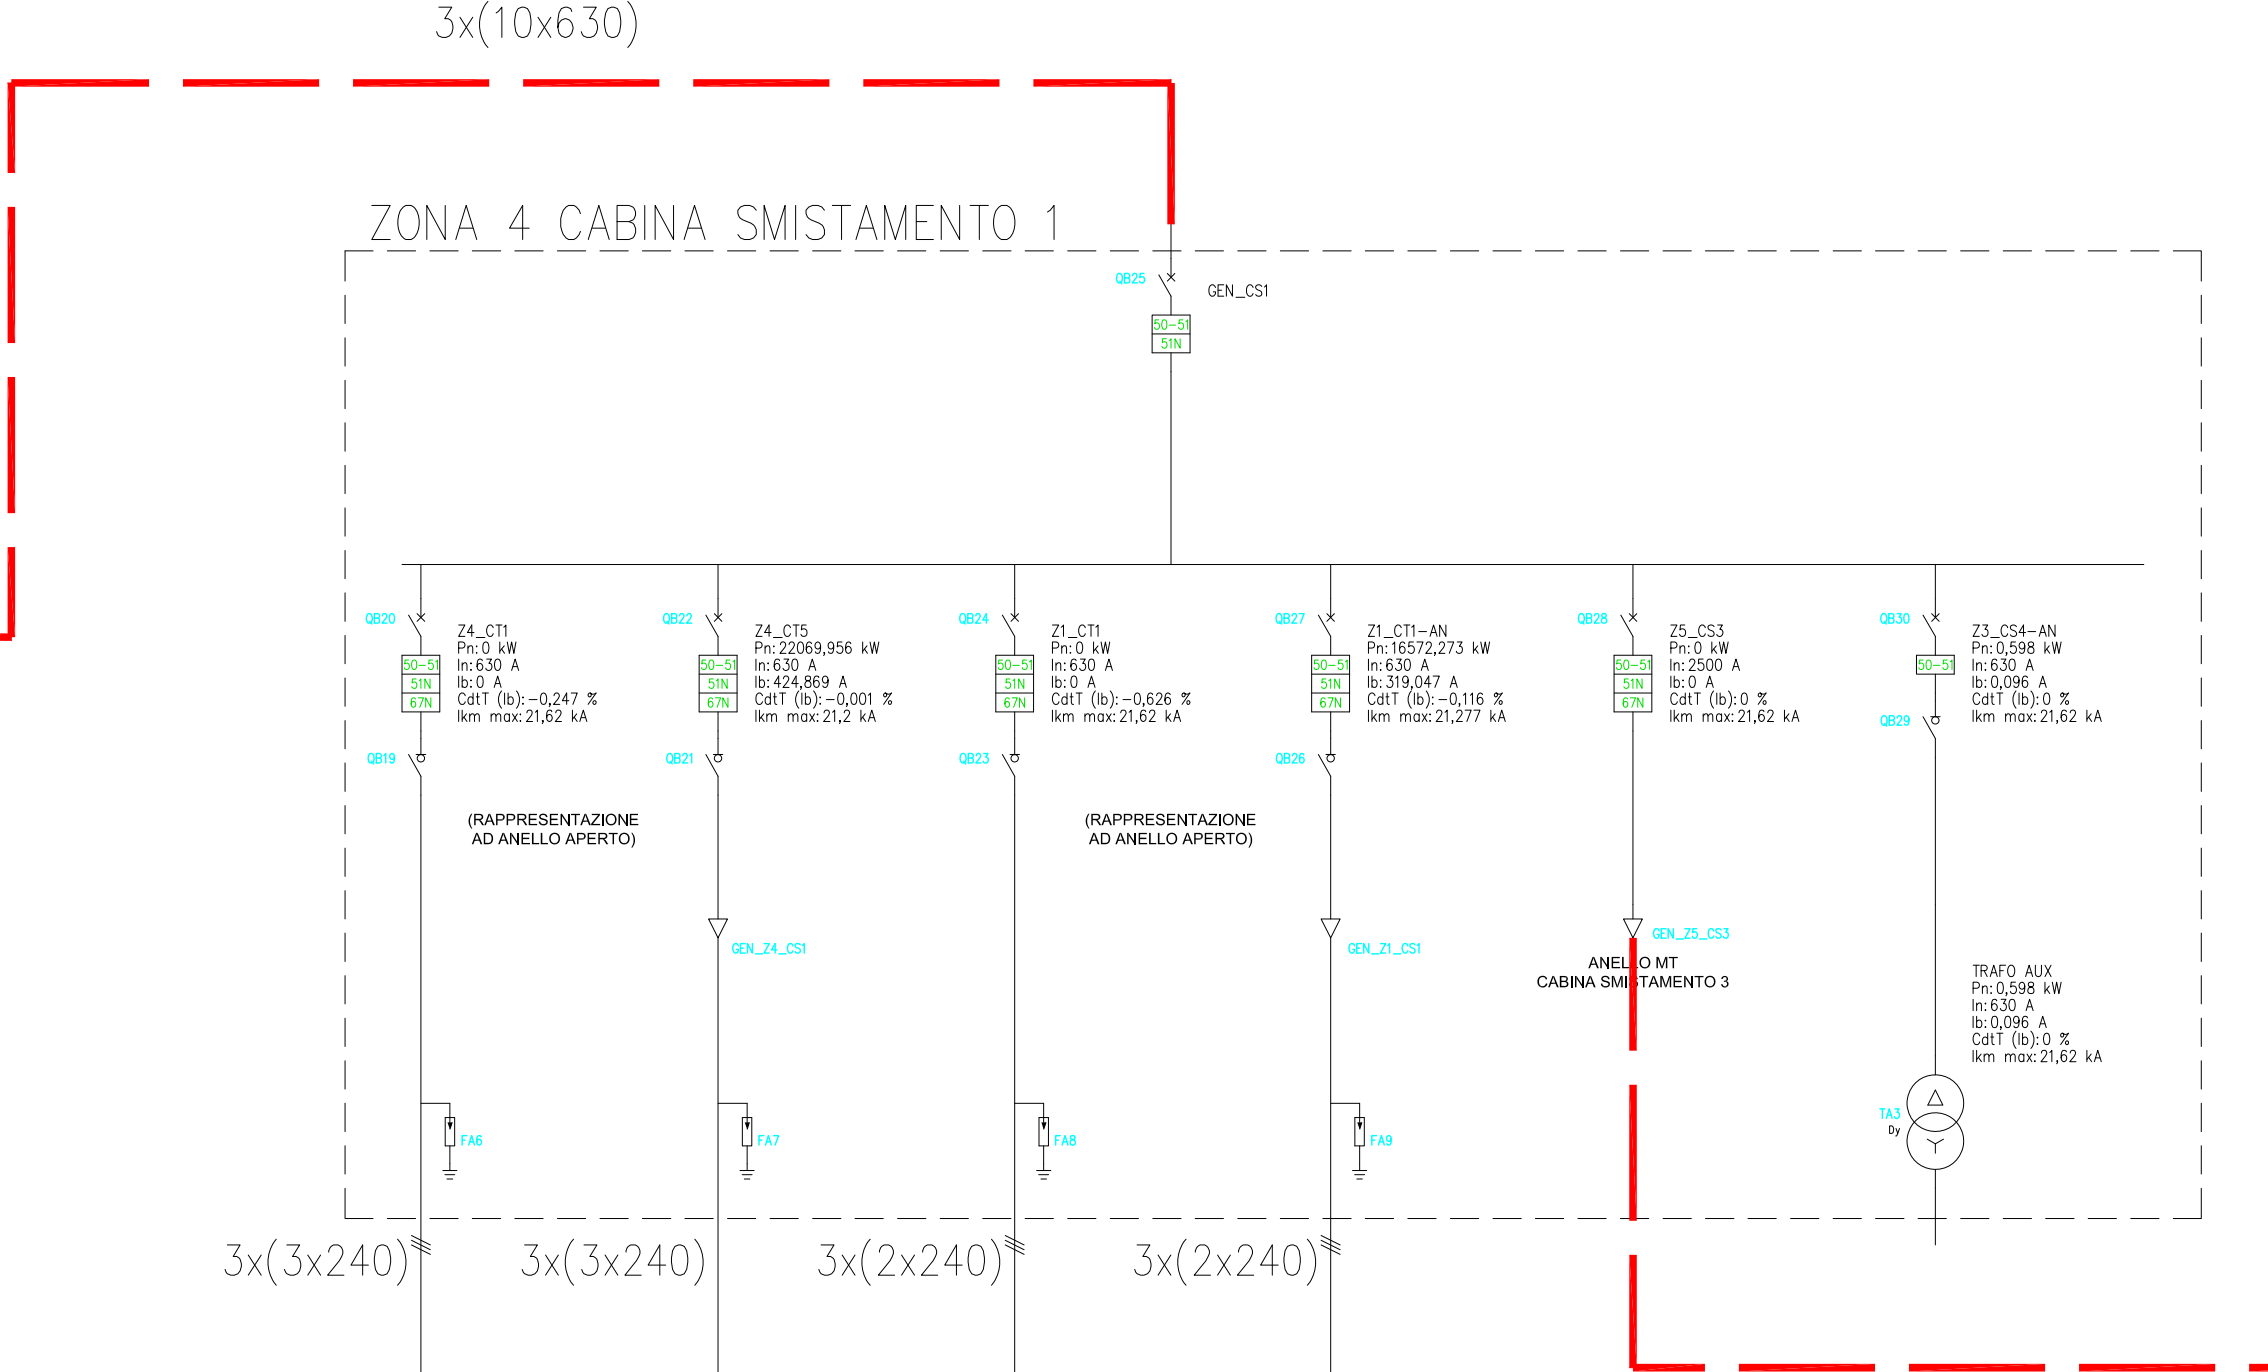 3x(10x630)
ZONA 4 CABINA SMISTAMENTO 1
QB25
GEN_CS1
50-51
51N
QB20
Z4_CT1
Pn: 0 kW
In: 630 A
Ib: 0 A
CdtT (Ib): -0,247 %
Ikm max: 21,62 kA
50-51
51N
67N
QB19
QB22
Z4_CT5
Pn: 22069,956 kW
In: 630 A
Ib: 424,869 A
CdtT (Ib): -0,001 %
Ikm max: 21,2 kA
50-51
51N
67N
QB21
QB24
Z1_CT1
Pn: 0 kW
In: 630 A
Ib: 0 A
CdtT (Ib): -0,626 %
Ikm max: 21,62 kA
50-51
51N
67N
QB23
QB27
Z1_CT1-AN
Pn: 16572,273 kW
In: 630 A
Ib: 319,047 A
CdtT (Ib): -0,116 %
Ikm max: 21,277 kA
50-51
51N
67N
QB26
QB28
Z5_CS3
Pn: 0 kW
In: 2500 A
Ib: 0 A
CdtT (Ib): 0 %
Ikm max: 21,62 kA
50-51
51N
67N
QB30
Z3_CS4-AN
Pn: 0,598 kW
In: 630 A
Ib: 0,096 A
CdtT (Ib): 0 %
Ikm max: 21,62 kA
50-51
QB29
(RAPPRESENTAZIONE
AD ANELLO APERTO)
(RAPPRESENTAZIONE
AD ANELLO APERTO)
GEN_Z4_CS1
GEN_Z1_CS1
GEN_Z5_CS3
ANELLO MT
CABINA SMISTAMENTO 3
TRAFO AUX
Pn: 0,598 kW
In: 630 A
Ib: 0,096 A
CdtT (Ib): 0 %
Ikm max: 21,62 kA
TA3
Dy
FA6
FA7
FA8
FA9
3x(3x240)
3x(3x240)
3x(2x240)
3x(2x240)